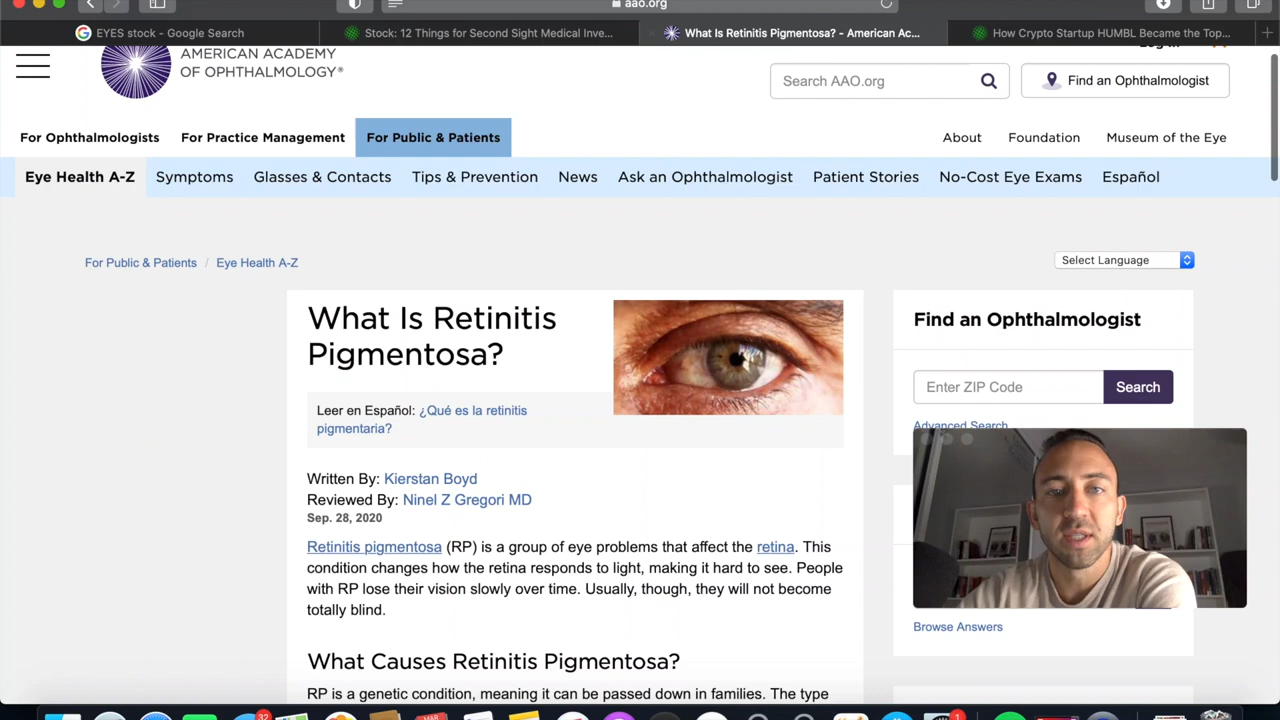 aao.org
EYES stock - Google Search
Stock: 12 Things for Second Sight Medical Inve...
What Is Retinitis Pigmentosa? - American Ac...
How Crypto Startup HUMBL Became the Top...
AMERICAN ACADEMY
OF OPHTHALMOLOGY®
Search AAO.org
Find an Ophthalmologist
For Ophthalmologists
For Practice Management
For Public & Patients
About
Foundation
Museum of the Eye
Eye Health A-Z
Symptoms
Glasses & Contacts
Tips & Prevention
News
Ask an Ophthalmologist
Patient Stories
No-Cost Eye Exams
Español
For Public & Patients / Eye Health A-Z
Select Language
What Is Retinitis
Pigmentosa?
Leer en Español: ¿Qué es la retinitis
pigmentaria?
Written By: Kierstan Boyd
Reviewed By: Ninel Z Gregori MD
Sep. 28, 2020
Retinitis pigmentosa (RP) is a group of eye problems that affect the retina. This
condition changes how the retina responds to light, making it hard to see. People
with RP lose their vision slowly over time. Usually, though, they will not become
totally blind.
What Causes Retinitis Pigmentosa?
RP is a genetic condition, meaning it can be passed down in families. The type
Find an Ophthalmologist
Enter ZIP Code
Search
Advanced Search
Browse Answers
32
MAR
1